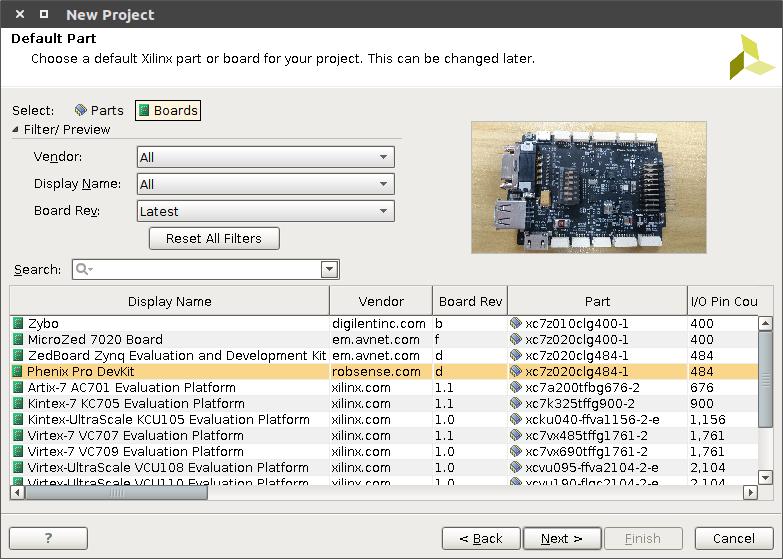 New Project
Default Part
Choose a default Xilinx part or board for your project. This can be changed later.
Select: Parts Boards
Filter/ Preview
Vendor: All
Display Name: All
Board Rev: Latest
Reset All Filters
Search:
Display Name Vendor Board Rev Part I/O Pin Cou
Zybo digilentinc.com b xc7z010clg400-1 400
MicroZed 7020 Board em.avnet.com f xc7z020clg400-1 400
ZedBoard Zynq Evaluation and Development Kit em.avnet.com d xc7z020clg484-1 484
Phenix Pro DevKit robsense.com d xc7z020clg484-1 484
Artix-7 AC701 Evaluation Platform xilinx.com 1.1 xc7a200tfbg676-2 676
Kintex-7 KC705 Evaluation Platform xilinx.com 1.1 xc7k325tffg900-2 900
Kintex-UltraScale KCU105 Evaluation Platform xilinx.com 1.0 xcku040-ffva1156-2-e 1,156
Virtex-7 VC707 Evaluation Platform xilinx.com 1.1 xc7vx485tffg1761-2 1,761
Virtex-7 VC709 Evaluation Platform xilinx.com 1.0 xc7vx690tffg1761-2 1,761
Virtex-UltraScale VCU108 Evaluation Platform xilinx.com 1.0 xcvu095-ffva2104-2-e 2,104
Virtex-UltraScale VCU110 Evaluation Platform xilinx.com 1.0 xcvu190-flgc2104-2-e 2,104
? < Back Next > Finish Cancel